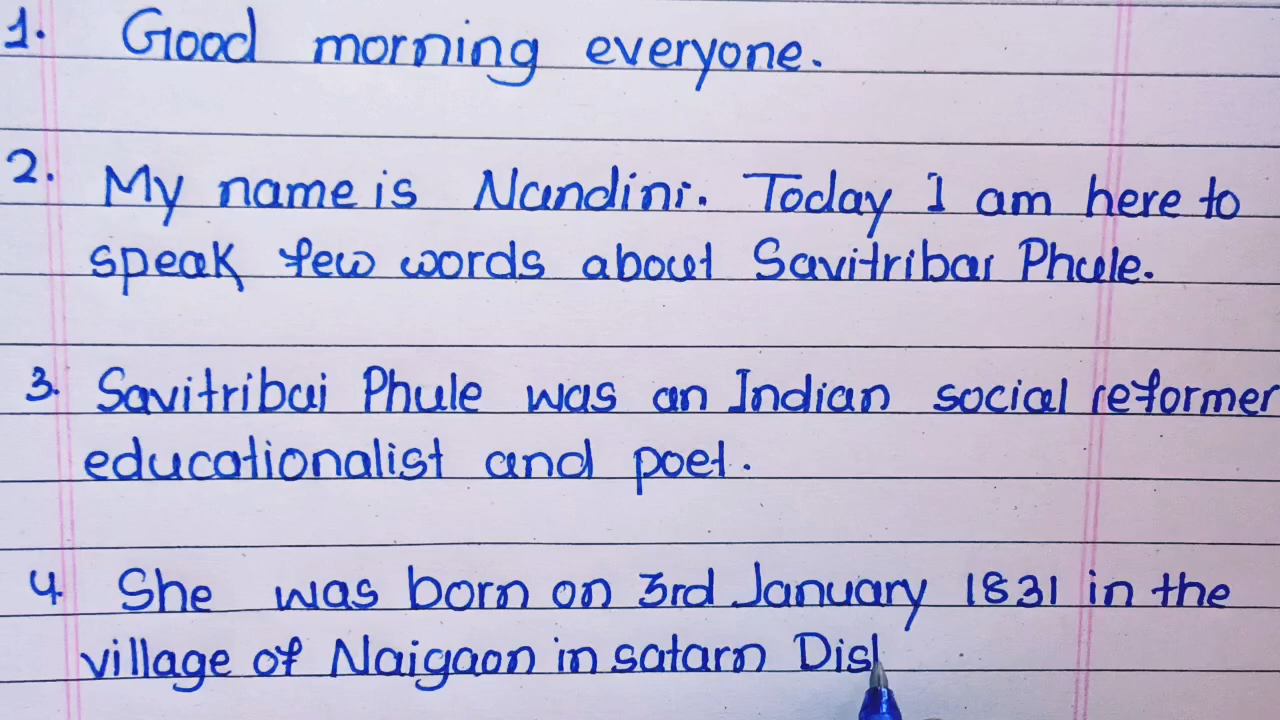 1. Good morning everyone.
2. My name is Nandini. Today I am here to
speak few words about Savitribai Phule.
3. Savitribai Phule was an Indian social reformer
educationalist and poet.
4 She was born on 3rd January 1831 in the
village of Naigaon in satarn Dist